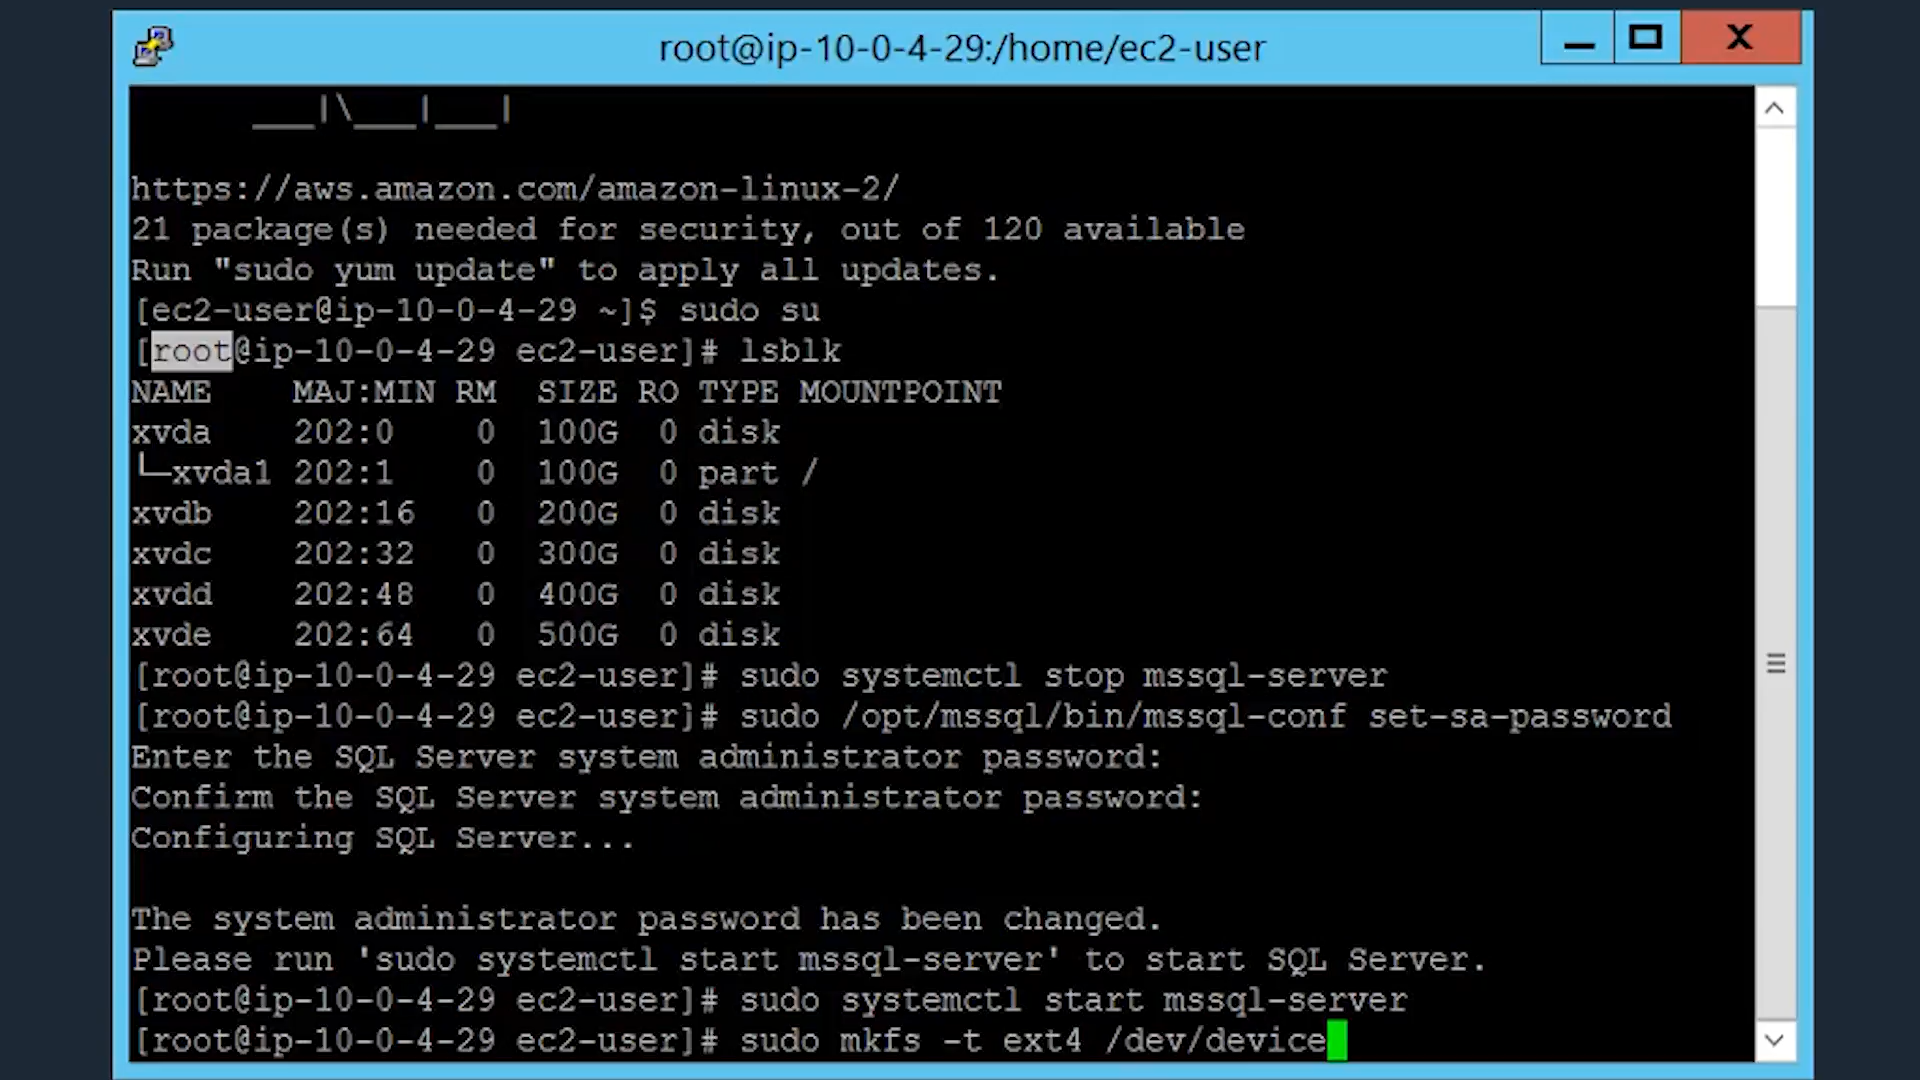 root@ip-10-0-4-29:/home/ec2-user
___|\___|___|
https://aws.amazon.com/amazon-linux-2/
21 package(s) needed for security, out of 120 available
Run "sudo yum update" to apply all updates.
[ec2-user@ip-10-0-4-29 ~]$ sudo su
[root@ip-10-0-4-29 ec2-user]# lsblk
NAME    MAJ:MIN RM  SIZE RO TYPE MOUNTPOINT
xvda    202:0    0  100G  0 disk
└─xvda1 202:1    0  100G  0 part /
xvdb    202:16   0  200G  0 disk
xvdc    202:32   0  300G  0 disk
xvdd    202:48   0  400G  0 disk
xvde    202:64   0  500G  0 disk
[root@ip-10-0-4-29 ec2-user]# sudo systemctl stop mssql-server
[root@ip-10-0-4-29 ec2-user]# sudo /opt/mssql/bin/mssql-conf set-sa-password
Enter the SQL Server system administrator password:
Confirm the SQL Server system administrator password:
Configuring SQL Server...
The system administrator password has been changed.
Please run 'sudo systemctl start mssql-server' to start SQL Server.
[root@ip-10-0-4-29 ec2-user]# sudo systemctl start mssql-server
[root@ip-10-0-4-29 ec2-user]# sudo mkfs -t ext4 /dev/device